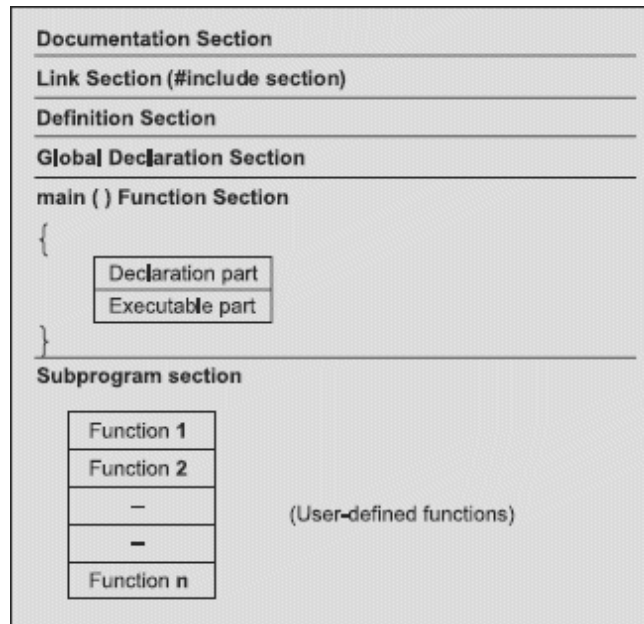 Documentation Section
Link Section (#include section)
Definition Section
Global Declaration Section
main ( ) Function Section
{
Declaration part
Executable part
}
Subprogram section
Function 1
Function 2
–
–
(User-defined functions)
Function n